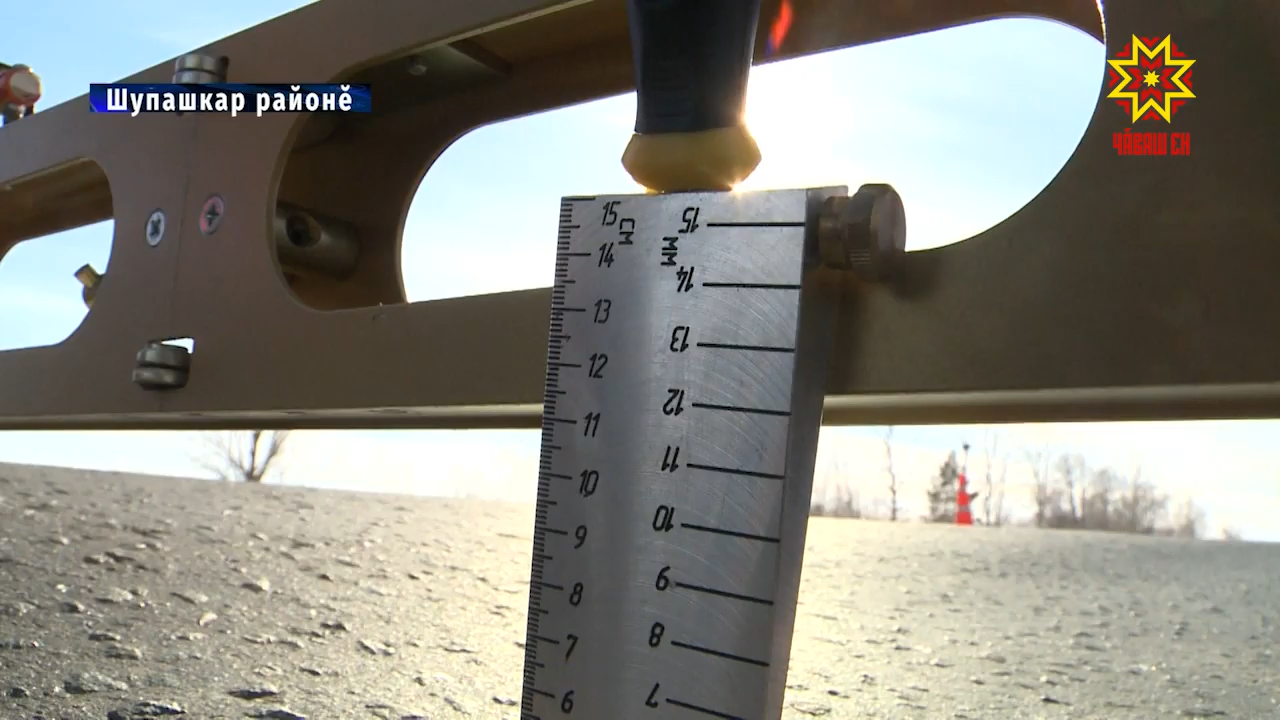 Шупашкар районĕ
ЧĂВАШ ЕН
15 СМ 15
ММ
14 14
13 13
12 12
11 11
10 10
9 9
8 8
7 7
6